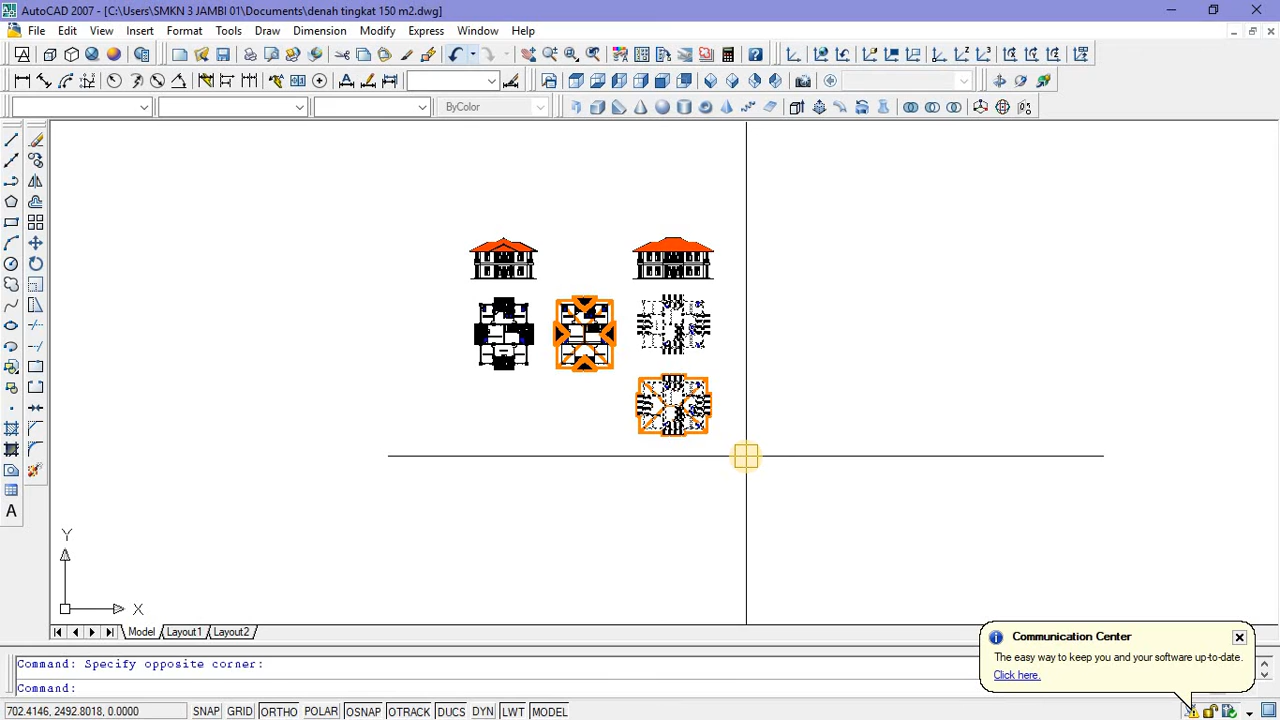 AutoCAD 2007 - [C:\Users\SMKN 3 JAMBI 01\Documents\denah tingkat 150 m2.dwg]
File Edit View Insert Format Tools Draw Dimension Modify Express Window Help
ByColor
A
Y
X
Model Layout1 Layout2
Communication Center
The easy way to keep you and your software up-to-date.
Click here.
Command: Specify opposite corner:
Command:
702.4146, 2492.8018, 0.0000 SNAP GRID ORTHO POLAR OSNAP OTRACK DUCS DYN LWT MODEL